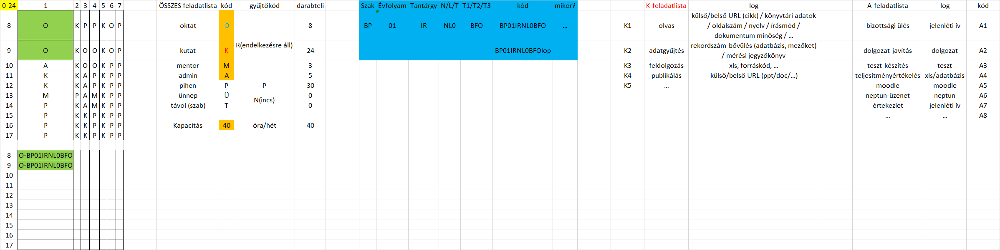 0-24 1 2 3 4 5 6 7 ÖSSZES feladatlista kód gyűjtőkód darabteli Szak Évfolyam Tantárgy N/L/T T1/T2/T3 kód mikor? K-feladatlista log A-feladatlista log kód
8 O K P P K O P oktat O R(endelkezésre áll) 8 BP 01 IR NL0 BFO BP01IRNL0BFO ... K1 olvas külső/belső URL (cikk) / könyvtári adatok
/ oldalszám / nyelv / írásmód /
dokumentum minőség / ... bizottsági ülés jelenléti ív A1
9 O K O O K O P kutat K 24 BP01IRNL0BFOlop K2 adatgyűjtés rekordszám-bővülés (adatbázis, mezőket)
/ mérési jegyzőkönyv dolgozat-javítás dolgozat A2
10 A K O O K P P mentor M 3 K3 feldolgozás xls, forráskód, ... teszt-készítés teszt A3
11 K K A P K P P admin A 5 K4 publikálás külső/belső URL (ppt/doc/...) teljesítményértékelés xls/adatbázis A4
12 K K A P K P P pihen P P 30 K5 ... moodle moodle A5
13 M P A M K P P ünnep Ü N(incs) 0 neptun-üzenet neptun A6
14 P K A M K P P távol (szab) T 0 értekezlet jelenléti ív A7
15 P K K P K P P ... ... A8
16 P K K P K P P Kapacitás 40 óra/hét 40
17 P K K P K P P
8 O-BP01IRNL0BFO
9 O-BP01IRNL0BFO
10
11
12
13
14
15
16
17